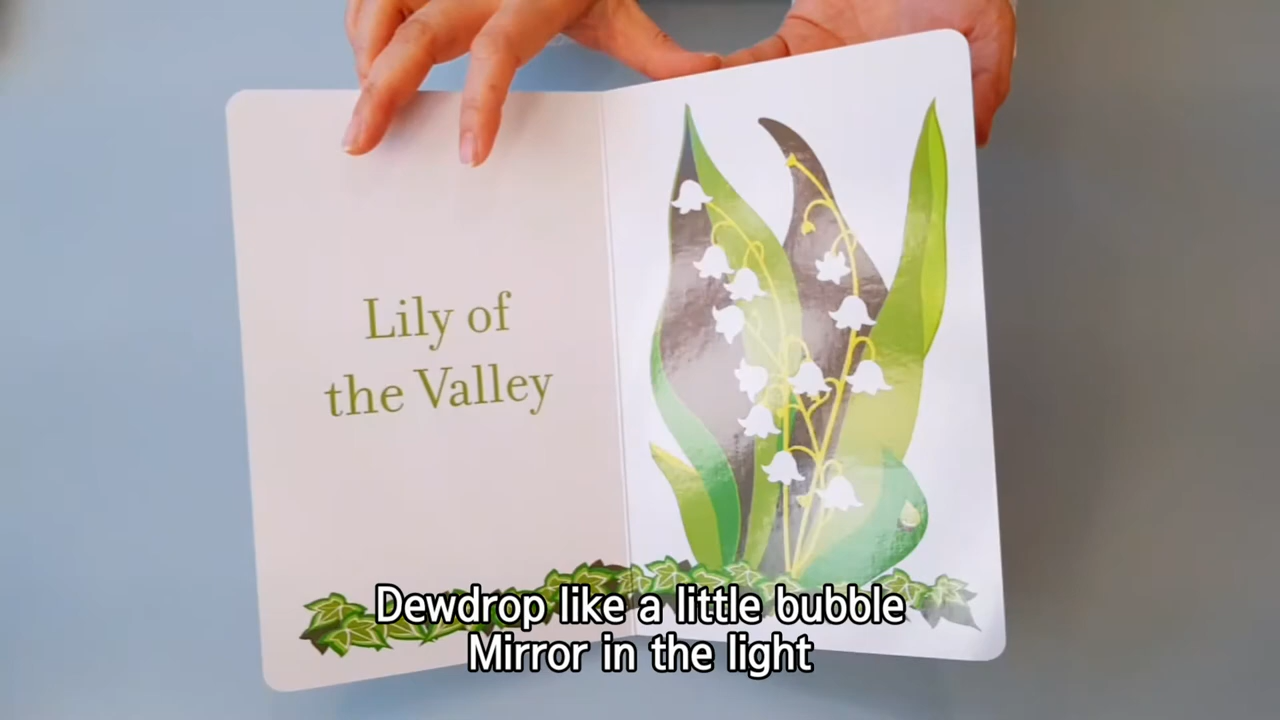 Lily of
the Valley
Dewdrop like a little bubble
Mirror in the light